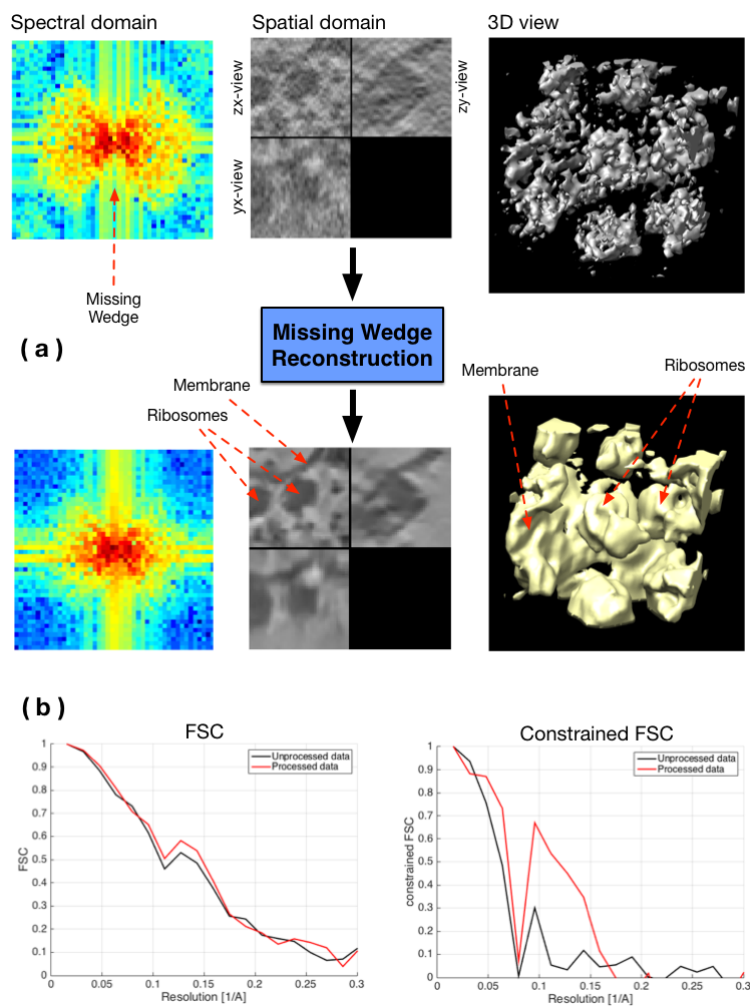 Spectral domain
Spatial domain
3D view
zx-view
zy-view
yx-view
Missing
Wedge
( a )
Missing Wedge
Reconstruction
Membrane
Ribosomes
Membrane
Ribosomes
( b )
FSC
Unprocessed data
Processed data
FSC
1
0.9
0.8
0.7
0.6
0.5
0.4
0.3
0.2
0.1
0
0
0.05
0.1
0.15
0.2
0.25
0.3
Resolution [1/A]
Constrained FSC
Unprocessed data
Processed data
constrained FSC
1
0.9
0.8
0.7
0.6
0.5
0.4
0.3
0.2
0.1
0
0
0.05
0.1
0.15
0.2
0.25
0.3
Resolution [1/A]